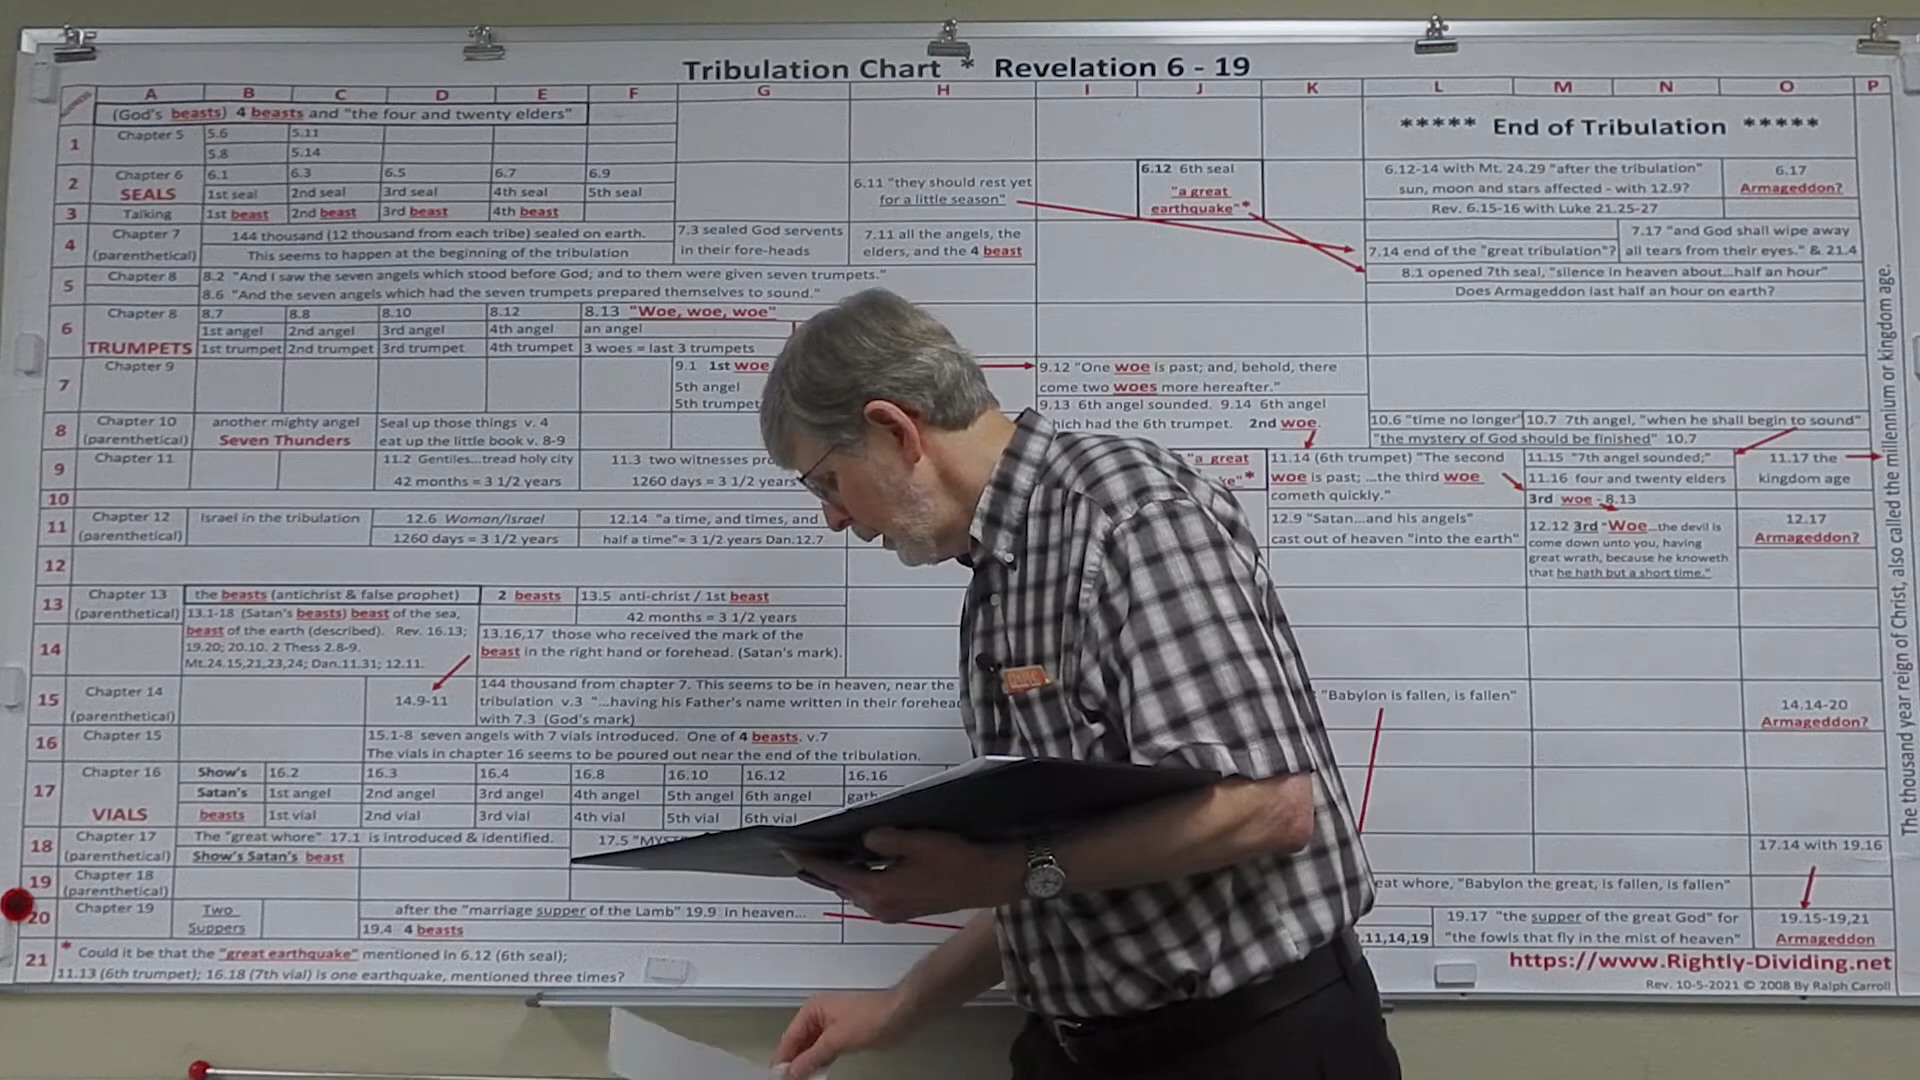 Tribulation Chart * Revelation 6 - 19
A B C D E F G H I J K L M N O P
(God's beasts) 4 beasts and "the four and twenty elders"
***** End of Tribulation *****
1
Chapter 5
5.6 5.11
5.8 5.14
2
Chapter 6
SEALS
6.1 6.3 6.5 6.7 6.9
1st seal 2nd seal 3rd seal 4th seal 5th seal
6.11 "they should rest yet
for a little season"
6.12 6th seal
"a great
earthquake"*
6.12-14 with Mt. 24.29 "after the tribulation"
sun, moon and stars affected - with 12.9?
Rev. 6.15-16 with Luke 21.25-27
6.17
Armageddon?
3
Talking 1st beast 2nd beast 3rd beast 4th beast
4
Chapter 7
(parenthetical)
144 thousand (12 thousand from each tribe) sealed on earth.
This seems to happen at the beginning of the tribulation
7.3 sealed God servents
in their fore-heads
7.11 all the angels, the
elders, and the 4 beast
7.14 end of the "great tribulation"?
7.17 "and God shall wipe away
all tears from their eyes." & 21.4
5
Chapter 8
8.2 "And I saw the seven angels which stood before God; and to them were given seven trumpets."
8.6 "And the seven angels which had the seven trumpets prepared themselves to sound."
8.1 opened 7th seal, "silence in heaven about...half an hour"
Does Armageddon last half an hour on earth?
6
Chapter 8
TRUMPETS
8.7 8.8 8.10 8.12 8.13 "Woe, woe, woe"
1st angel 2nd angel 3rd angel 4th angel an angel
1st trumpet 2nd trumpet 3rd trumpet 4th trumpet 3 woes = last 3 trumpets
7
Chapter 9
9.1 1st woe
5th angel
5th trumpet
9.12 "One woe is past; and, behold, there
come two woes more hereafter."
9.13 6th angel sounded. 9.14 6th angel
hich had the 6th trumpet. 2nd woe.
8
Chapter 10
(parenthetical)
another mighty angel
Seven Thunders
Seal up those things v. 4
eat up the little book v. 8-9
10.6 "time no longer" 10.7 7th angel, "when he shall begin to sound"
"the mystery of God should be finished" 10.7
9
Chapter 11
(parenthetical)
11.2 Gentiles...tread holy city
42 months = 3 1/2 years
11.3 two witnesses
1260 days = 3 1/2 years
"a great
ke"*
11.14 (6th trumpet) "The second
woe is past; ...the third woe
cometh quickly."
11.15 "7th angel sounded;"
11.16 four and twenty elders
3rd woe - 8.13
11.17 the
kingdom age
10
11
Chapter 12
(parenthetical)
Israel in the tribulation
12.6 Woman/Israel
1260 days = 3 1/2 years
12.14 "a time, and times, and
half a time"= 3 1/2 years Dan.12.7
12.9 "Satan...and his angels"
cast out of heaven "into the earth"
12.12 3rd "Woe...the devil is
come down unto you, having
great wrath, because he knoweth
that he hath but a short time."
12.17
Armageddon?
12
13
Chapter 13
(parenthetical)
the beasts (antichrist & false prophet) 2 beasts
13.5 anti-christ / 1st beast
42 months = 3 1/2 years
14
13.1-18 (Satan's beasts) beast of the sea,
beast of the earth (described). Rev. 16.13;
19.20; 20.10. 2 Thess 2.8-9.
Mt.24.15,21,23,24; Dan.11.31; 12.11.
13.16,17 those who received the mark of the
beast in the right hand or forehead. (Satan's mark).
15
Chapter 14
(parenthetical)
14.9-11
144 thousand from chapter 7. This seems to be in heaven, near the
tribulation v.3 "...having his Father's name written in their
with 7.3 (God's mark)
"Babylon is fallen, is fallen"
14.14-20
Armageddon?
16
Chapter 15
15.1-8 seven angels with 7 vials introduced. One of 4 beasts. v.7
The vials in chapter 16 seems to be poured out near the end of the tribulation.
17
Chapter 16
VIALS
Show's 16.2 16.3 16.4 16.8 16.10 16.12 16.16
Satan's 1st angel 2nd angel 3rd angel 4th angel 5th angel 6th angel
beasts 1st vial 2nd vial 3rd vial 4th vial 5th vial 6th vial
18
Chapter 17
(parenthetical)
The "great whore" 17.1 is introduced & identified.
Show's Satan's beast
17.5
17.14 with 19.16
19
Chapter 18
(parenthetical)
eat whore, "Babylon the great, is fallen, is fallen"
20
Chapter 19
Two
Suppers
after the "marriage supper of the Lamb" 19.9 in heaven...
19.4 4 beasts
.11,14,19
19.17 "the supper of the great God" for
"the fowls that fly in the mist of heaven"
19.15-19,21
Armageddon
21
* Could it be that the "great earthquake" mentioned in 6.12 (6th seal);
11.13 (6th trumpet); 16.18 (7th vial) is one earthquake, mentioned three times?
https://www.Rightly-Dividing.net
Rev. 10-5-2021 © 2008 By Ralph Carroll
The thousand year reign of Christ, also called the millennium or kingdom age.